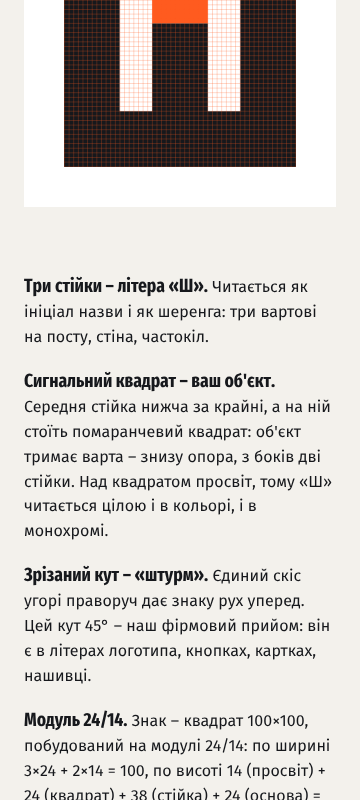 Три стійки – літера «Ш». Читається як
ініціал назви і як шеренга: три вартові
на посту, стіна, частокіл.
Сигнальний квадрат – ваш об'єкт.
Середня стійка нижча за крайні, а на ній
стоїть помаранчевий квадрат: об'єкт
тримає варта – знизу опора, з боків дві
стійки. Над квадратом просвіт, тому «Ш»
читається цілою і в кольорі, і в
монохромі.
Зрізаний кут – «штурм». Єдиний скіс
угорі праворуч дає знаку рух уперед.
Цей кут 45° – наш фірмовий прийом: він
є в літерах логотипа, кнопках, картках,
нашивці.
Модуль 24/14. Знак – квадрат 100×100,
побудований на модулі 24/14: по ширині
3×24 + 2×14 = 100, по висоті 14 (просвіт) +
24 (квадрат) + 38 (стійка) + 24 (основа) =